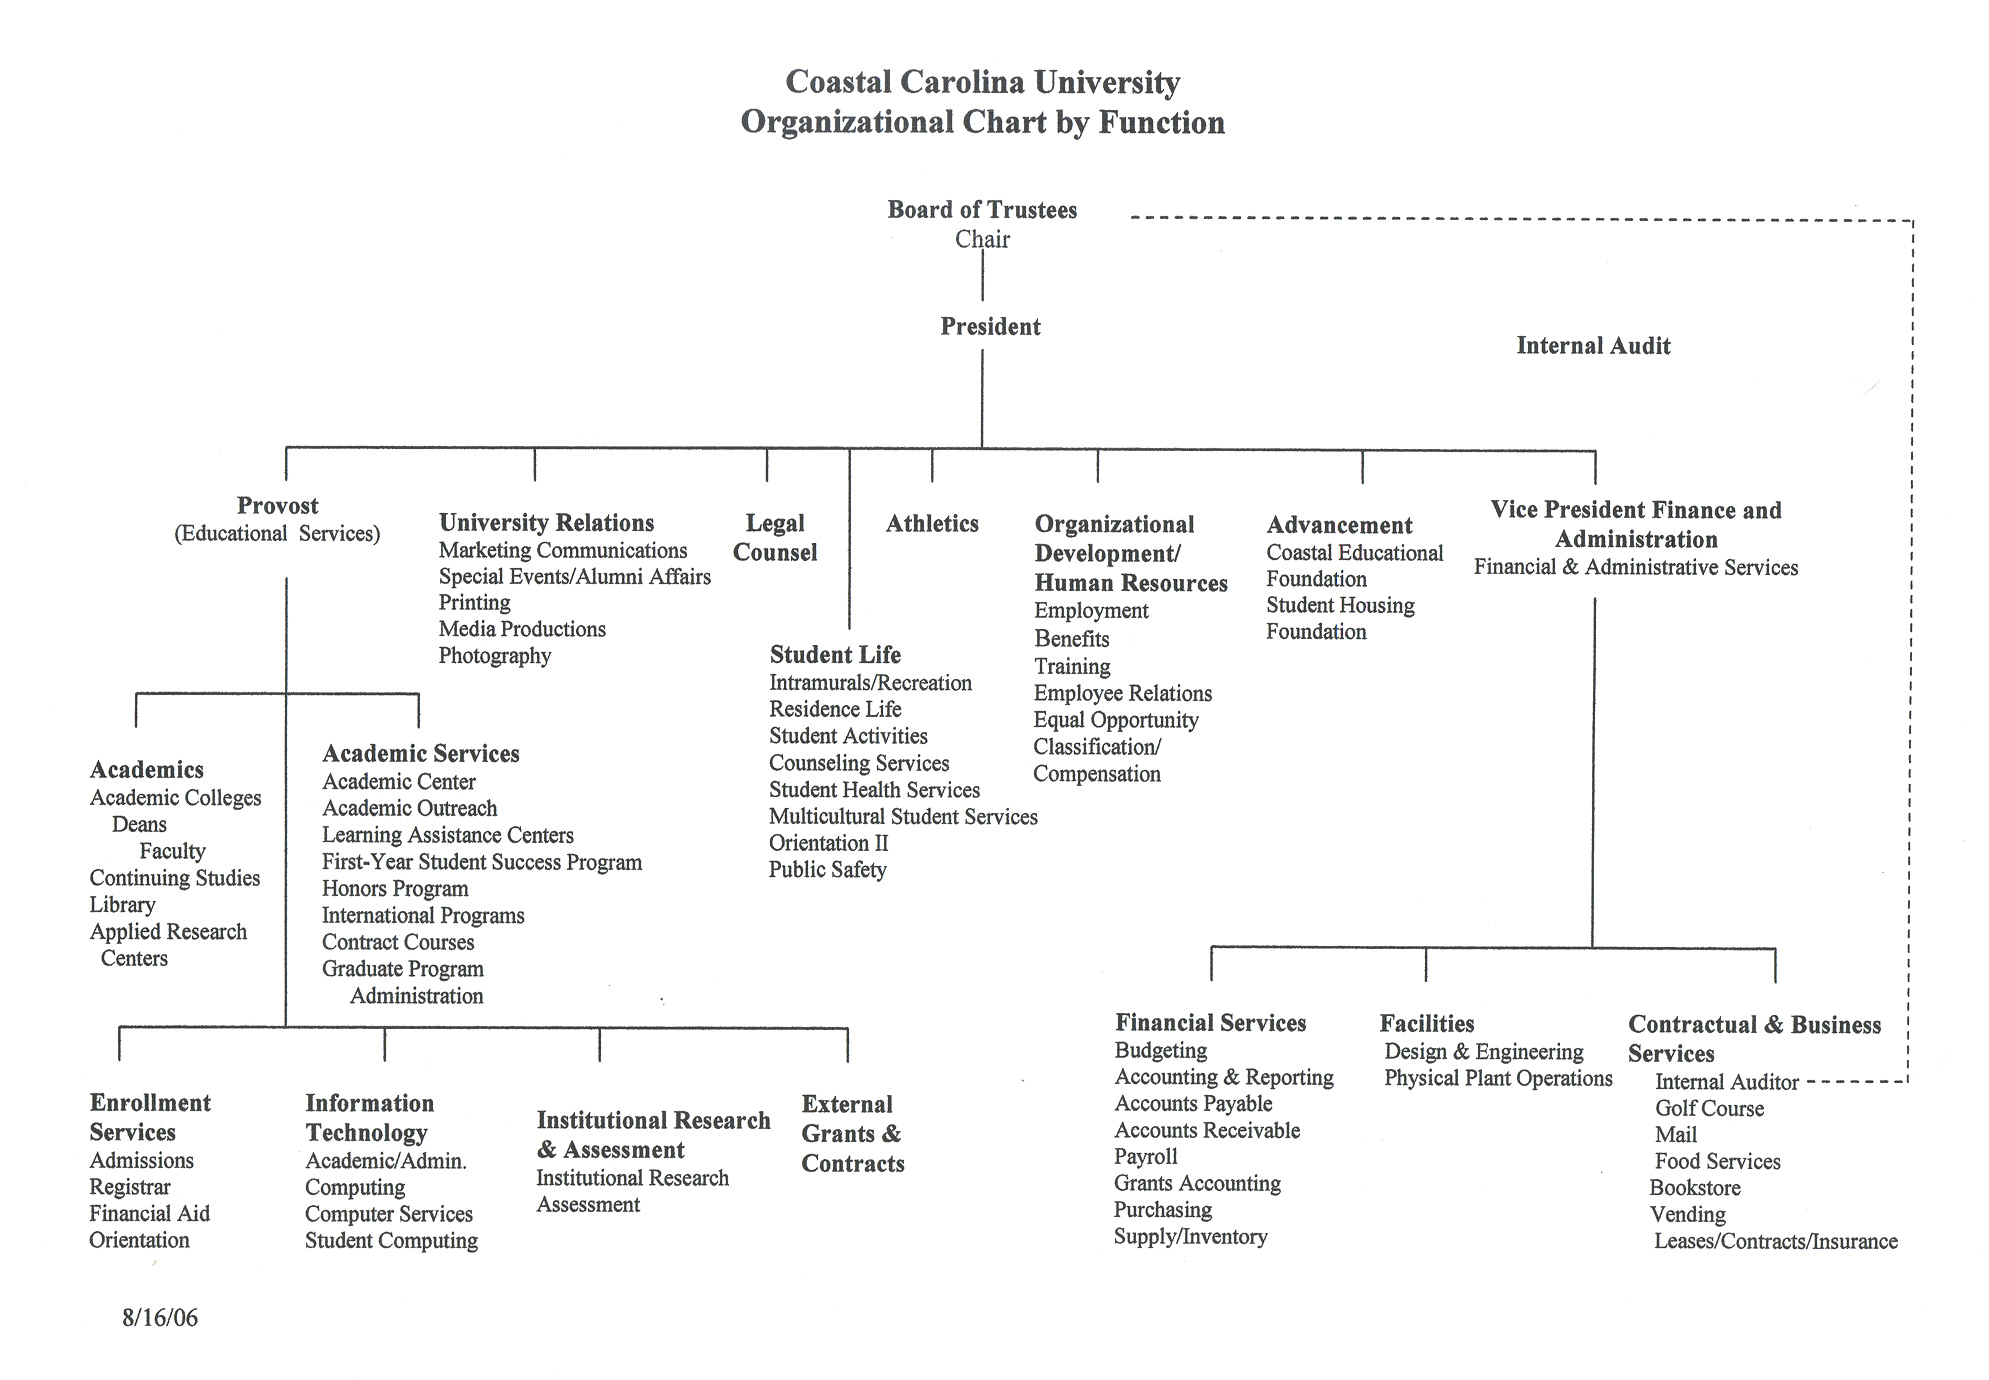 Coastal Carolina University
Organizational Chart by Function
Board of Trustees
Chair
President
Internal Audit
Provost
(Educational Services)
University Relations
Marketing Communications
Special Events/Alumni Affairs
Printing
Media Productions
Photography
Legal
Counsel
Athletics
Organizational
Development/
Human Resources
Employment
Benefits
Training
Employee Relations
Equal Opportunity
Classification/
Compensation
Advancement
Coastal Educational
Foundation
Student Housing
Foundation
Vice President Finance and
Administration
Financial & Administrative Services
Student Life
Intramurals/Recreation
Residence Life
Student Activities
Counseling Services
Student Health Services
Multicultural Student Services
Orientation II
Public Safety
Academics
Academic Colleges
Deans
Faculty
Continuing Studies
Library
Applied Research
Centers
Academic Services
Academic Center
Academic Outreach
Learning Assistance Centers
First-Year Student Success Program
Honors Program
International Programs
Contract Courses
Graduate Program
Administration
Enrollment
Services
Admissions
Registrar
Financial Aid
Orientation
Information
Technology
Academic/Admin.
Computing
Computer Services
Student Computing
Institutional Research
& Assessment
Institutional Research
Assessment
External
Grants &
Contracts
Financial Services
Budgeting
Accounting & Reporting
Accounts Payable
Accounts Receivable
Payroll
Grants Accounting
Purchasing
Supply/Inventory
Facilities
Design & Engineering
Physical Plant Operations
Contractual & Business
Services
Internal Auditor
Golf Course
Mail
Food Services
Bookstore
Vending
Leases/Contracts/Insurance
8/16/06